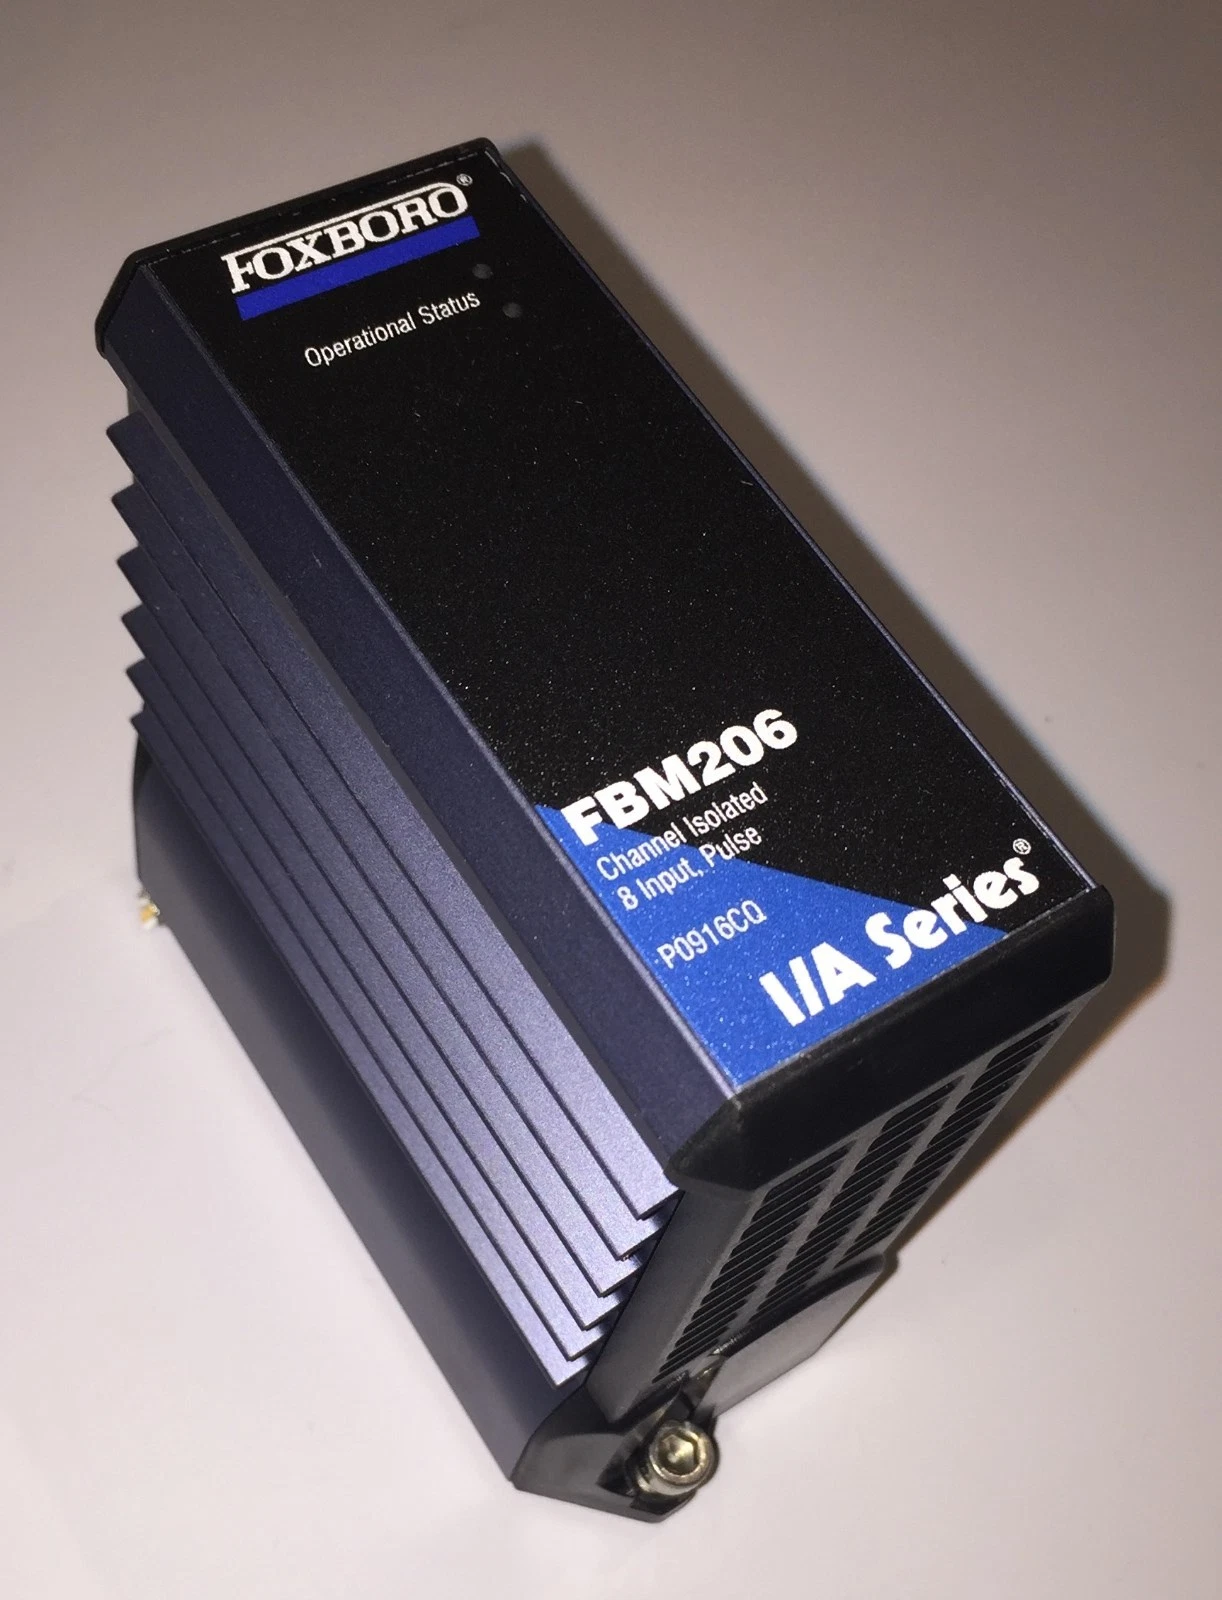 FOXBORO®
Operational Status
FBM206
Channel Isolated
8 Input, Pulse
P0916CQ
I/A Series®